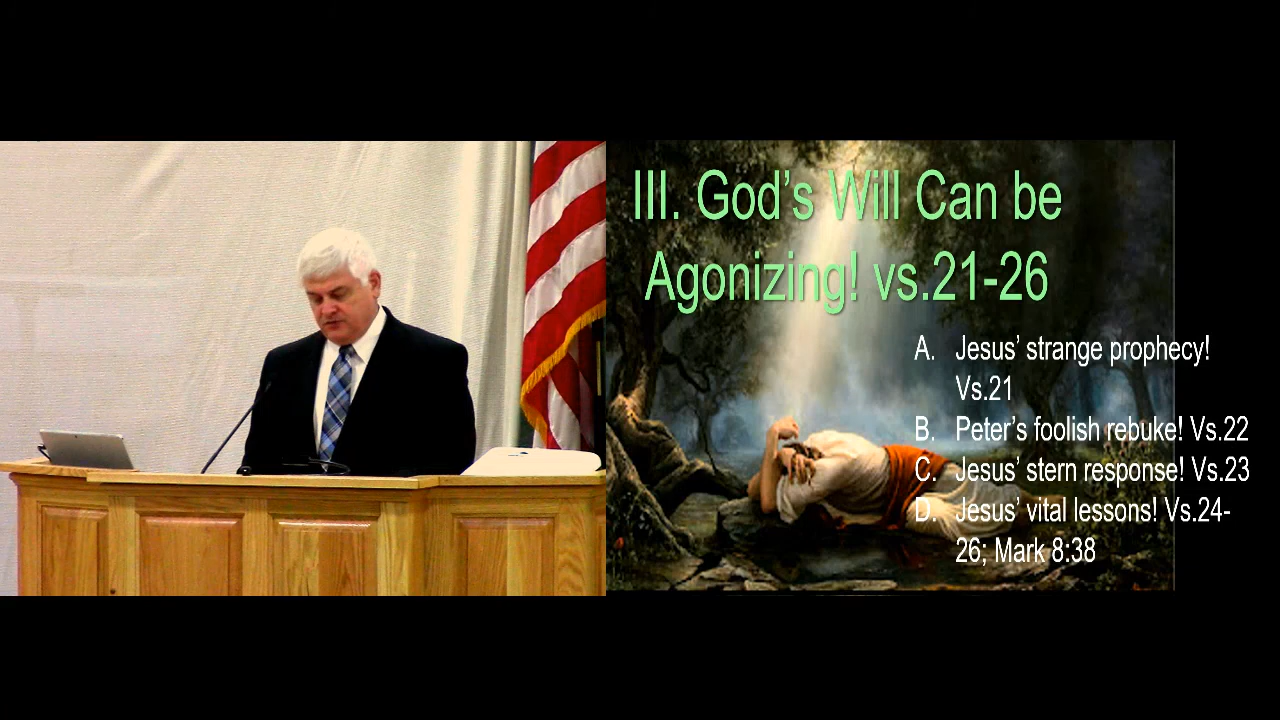 III. God's Will Can be
Agonizing! vs.21-26
A. Jesus' strange prophecy!
Vs.21
B. Peter's foolish rebuke! Vs.22
C. Jesus' stern response! Vs.23
D. Jesus' vital lessons! Vs.24-
26; Mark 8:38